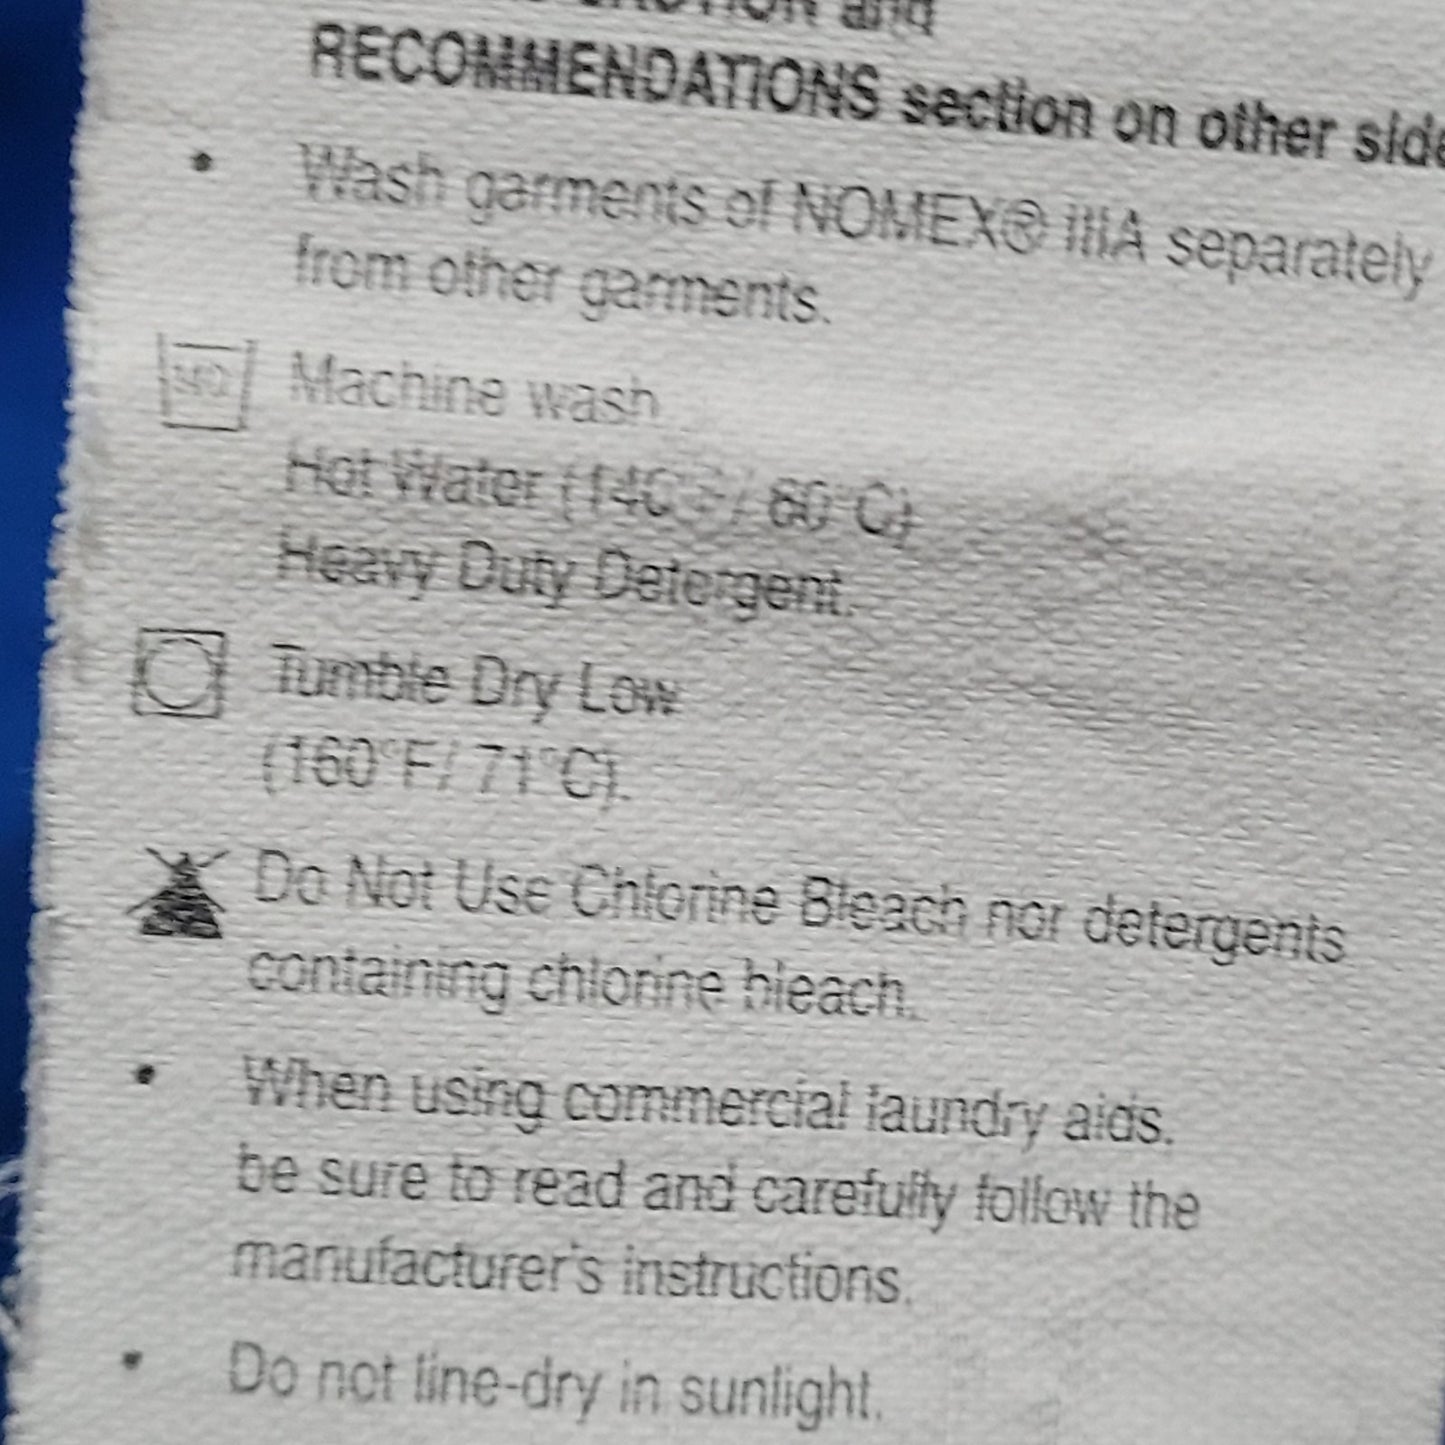 and
RECOMMENDATIONS section on other side
• Wash garments of NOMEX® IIIA separately
from other garments.
Machine wash
Hot Water (140°F/ 60°C)
Heavy Duty Detergent.
Tumble Dry Low
(160°F/ 71°C).
Do Not Use Chlorine Bleach nor detergents
containing chlorine bleach.
• When using commercial laundry aids,
be sure to read and carefully follow the
manufacturer's instructions.
• Do not line-dry in sunlight.